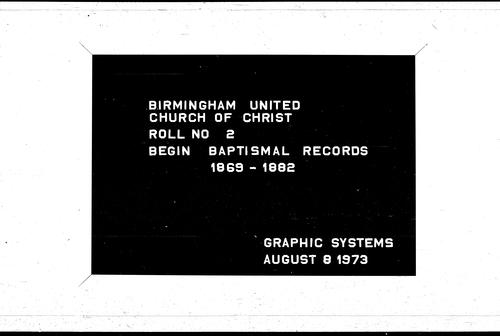 BIRMINGHAM UNITED
CHURCH OF CHRIST
ROLL NO 2
BEGIN BAPTISMAL RECORDS
1869 - 1882
GRAPHIC SYSTEMS
AUGUST 8 1973